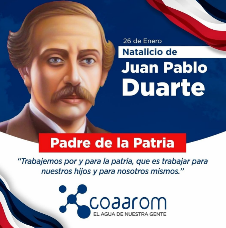 26 de Enero
Natalicio de
Juan Pablo
Duarte
Padre de la Patria
“Trabajemos por y para la patria, que es trabajar para
nuestros hijos y para nosotros mismos.”
coaarom
EL AGUA DE NUESTRA GENTE